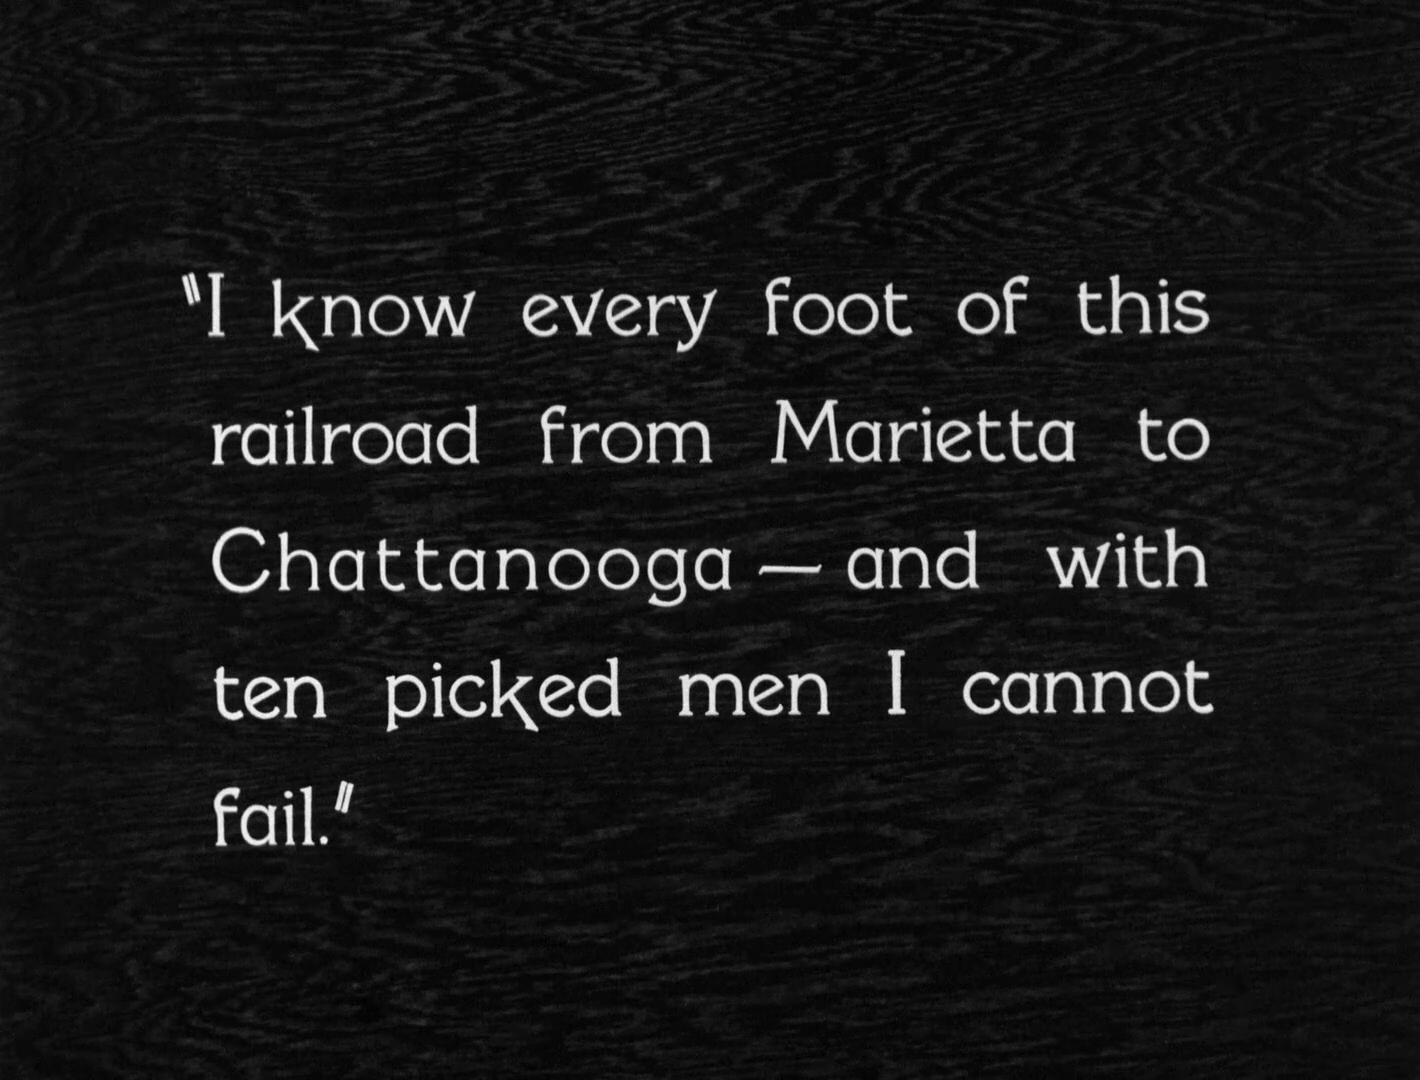 "I know every foot of this
railroad from Marietta to
Chattanooga — and with
ten picked men I cannot
fail."